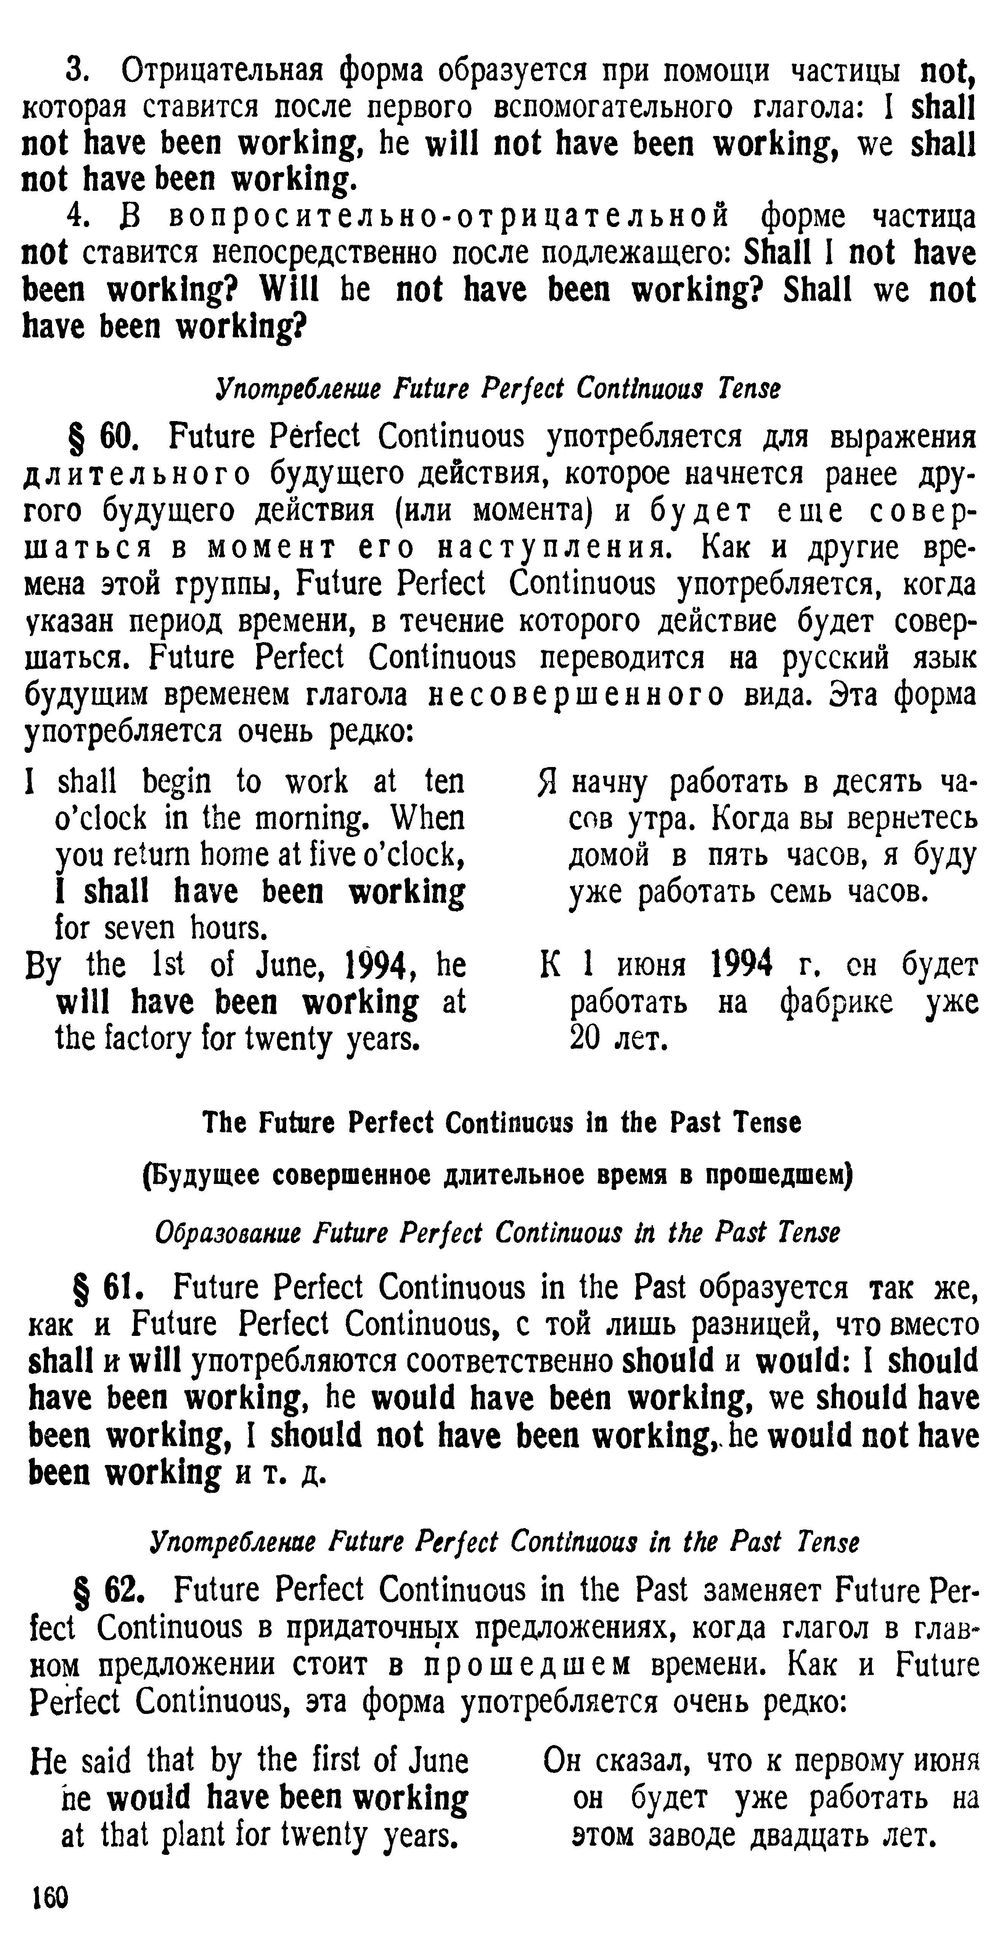 3. Отрицательная форма образуется при помощи частицы not,
которая ставится после первого вспомогательного глагола: I shall
not have been working, he will not have been working, we shall
not have been working.
4. В вопросительно-отрицательной форме частица
not ставится непосредственно после подлежащего: Shall I not have
been working? Will he not have been working? Shall we not
have been working?
Употребление Future Perfect Continuous Tense
§ 60. Future Perfect Continuous употребляется для выражения
длительного будущего действия, которое начнется ранее дру-
гого будущего действия (или момента) и будет еще совер-
шаться в момент его наступления. Как и другие вре-
мена этой группы, Future Perfect Continuous употребляется, когда
указан период времени, в течение которого действие будет совер-
шаться. Future Perfect Continuous переводится на русский язык
будущим временем глагола несовершенного вида. Эта форма
употребляется очень редко:
I shall begin to work at ten
o'clock in the morning. When
you return home at five o'clock,
I shall have been working
for seven hours.
Я начну работать в десять ча-
сов утра. Когда вы вернетесь
домой в пять часов, я буду
уже работать семь часов.
By the 1st of June, 1994, he
will have been working at
the factory for twenty years.
К 1 июня 1994 г. он будет
работать на фабрике уже
20 лет.
The Future Perfect Continuous in the Past Tense
(Будущее совершенное длительное время в прошедшем)
Образование Future Perfect Continuous in the Past Tense
§ 61. Future Perfect Continuous in the Past образуется так же,
как и Future Perfect Continuous, с той лишь разницей, что вместо
shall и will употребляются соответственно should и would: I should
have been working, he would have been working, we should have
been working, I should not have been working, he would not have
been working и т. д.
Употребление Future Perfect Continuous in the Past Tense
§ 62. Future Perfect Continuous in the Past заменяет Future Per-
fect Continuous в придаточных предложениях, когда глагол в глав-
ном предложении стоит в прошедшем времени. Как и Future
Perfect Continuous, эта форма употребляется очень редко:
He said that by the first of June
he would have been working
at that plant for twenty years.
Он сказал, что к первому июня
он будет уже работать на
этом заводе двадцать лет.
160